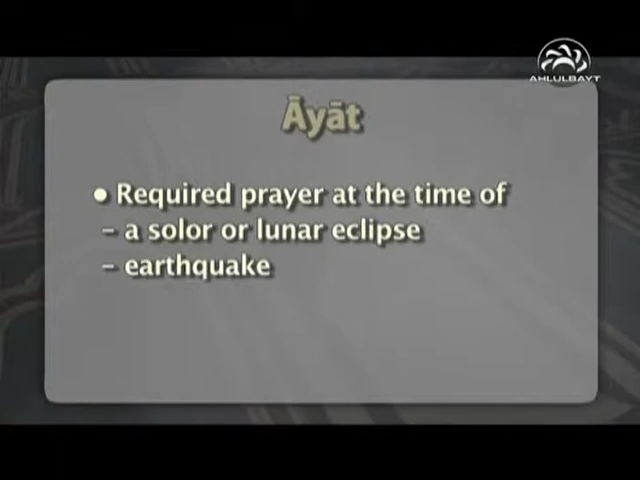 AHLULBAYT
Āyāt
• Required prayer at the time of
– a solor or lunar eclipse
– earthquake